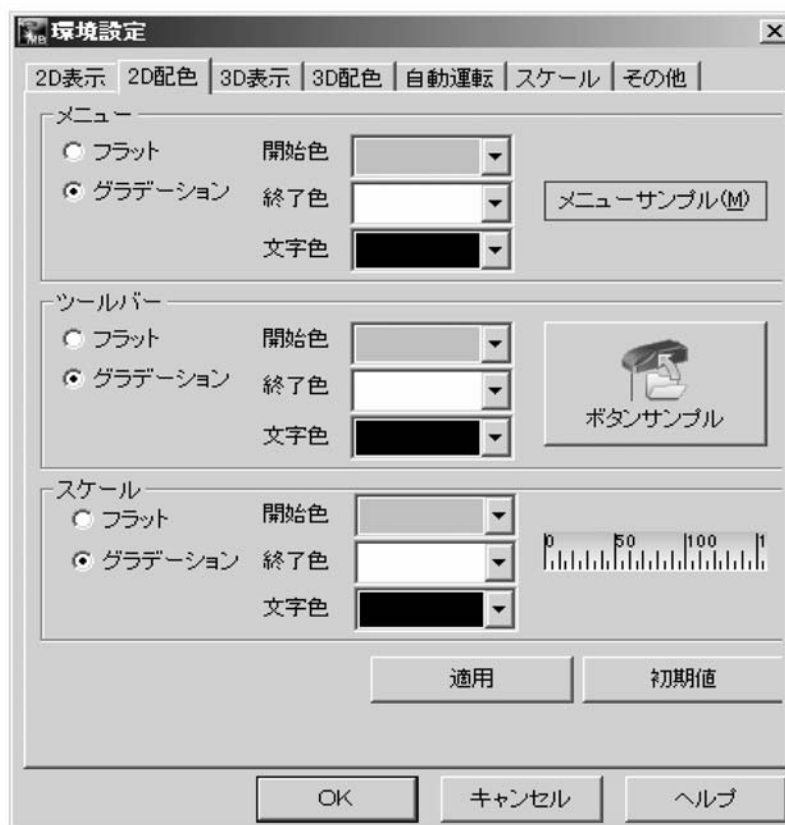 環境設定
2D表示 2D配色 3D表示 3D配色 自動運転 スケール その他
メニュー
フラット 開始色
グラデーション 終了色 メニューサンプル(M)
文字色
ツールバー
フラット 開始色
グラデーション 終了色
文字色 ボタンサンプル
スケール
フラット 開始色
0 50 100 1
グラデーション 終了色
文字色
適用 初期値
OK キャンセル ヘルプ